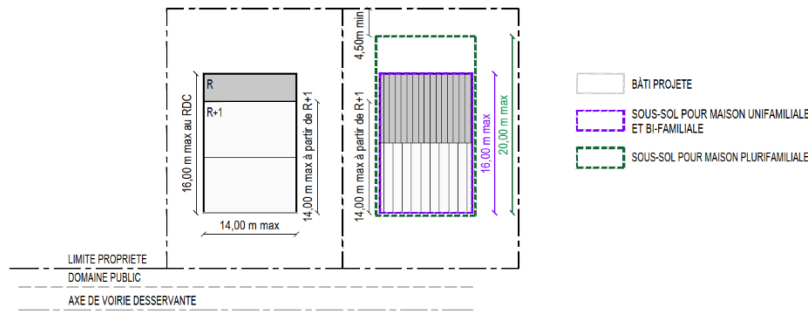 4,50m min
R
R+1
16,00 m max au RDC
14,00 m max à partir de R+1
14,00 m max
14,00 m max à partir de R+1
16,00 m max
20,00 m max
BÂTI PROJETE
SOUS-SOL POUR MAISON UNIFAMILIALE
ET BI-FAMILIALE
SOUS-SOL POUR MAISON PLURIFAMILIALE
LIMITE PROPRIETE
DOMAINE PUBLIC
AXE DE VOIRIE DESSERVANTE